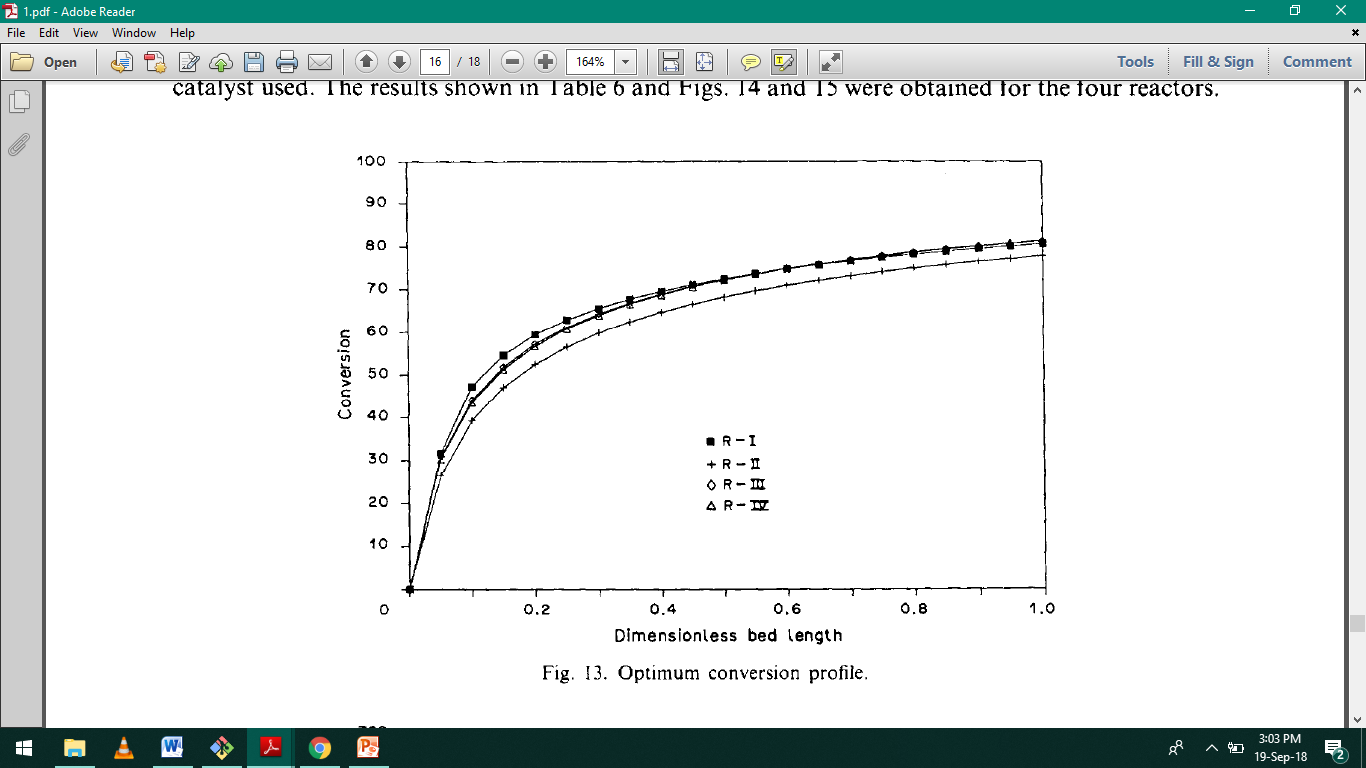 1.pdf - Adobe Reader
File Edit View Window Help
Open 16 / 18 164% Tools Fill & Sign Comment
catalyst used. The results shown in Table 6 and Figs. 14 and 15 were obtained for the four reactors.
100
90
80
70
60
50
40
30
20
10
0
Conversion
R-I
R-II
R-III
R-IV
0.2 0.4 0.6 0.8 1.0
Dimensionless bed length
Fig. 13. Optimum conversion profile.
3:03 PM
19-Sep-18
2